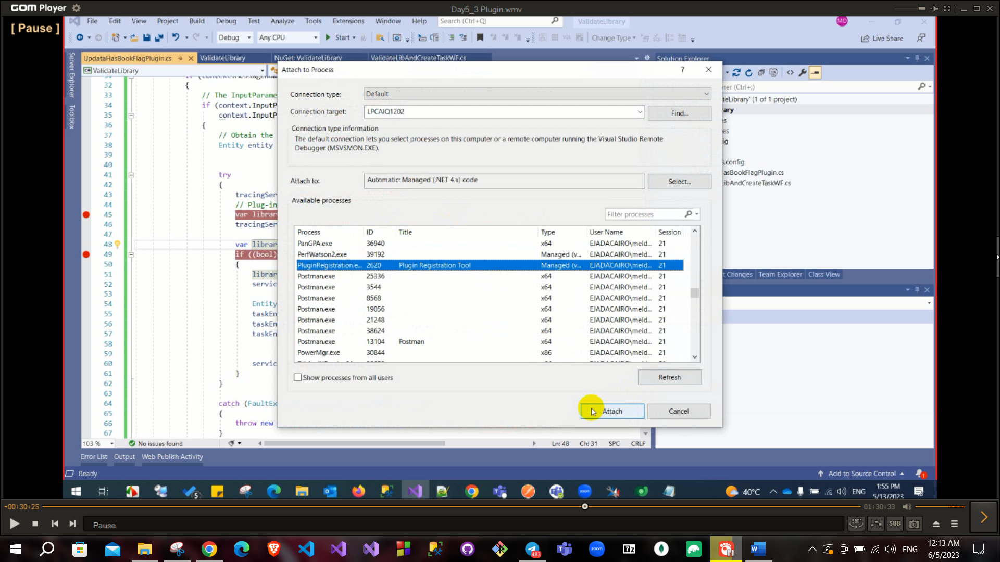 GOM Player
Day5_3 Plugin.wmv
[ Pause ]
File Edit View Project Build Debug Test Analyze Tools Extensions Window Help Search (Ctrl+Q) ValidateLibrary MD
Debug Any CPU Start Change Type Live Share
Server Explorer
Toolbox
UpdataHasBookFlagPlugin.cs ValidateLibrary NuGet: ValidateLibrary ValidateLibAndCreateTaskWF.cs
ValidateLibrary
32 {
33 // The InputParame
34 if (context.InputP
35 context.InputP
36 {
37 // Obtain the
38 Entity entity
39
40
41 try
42 {
43 tracingSer
44 // Plug-in
45 var librar
46 tracingSer
47
48 var librar
49 if ((bool)
50 {
51 librar
52 servic
53
54 Entity
55 taskEn
56 taskEn
57 taskEn
58
59
60 servic
61 }
62 }
63
64 catch (FaultEx
65 {
66 throw new
67 }
103 % No issues found Ln: 48 Ch: 31 SPC CRLF
Error List Output Web Publish Activity
Ready Add to Source Control 1
Attach to Process ?
Connection type: Default
Connection target: LPCAIQ1202 Find...
Connection type information
The default connection lets you select processes on this computer or a remote computer running the Visual Studio Remote
Debugger (MSVSMON.EXE).
Attach to: Automatic: Managed (.NET 4.x) code Select...
Available processes
Filter processes
Process ID Title Type User Name Session
PanGPA.exe 36940 x64 EJADACAIRO\meld... 21
PerfWatson2.exe 39192 Managed (v... EJADACAIRO\meld... 21
PluginRegistration.e... 2620 Plugin Registration Tool Managed (v... EJADACAIRO\meld... 21
Postman.exe 25336 x64 EJADACAIRO\meld... 21
Postman.exe 3544 x64 EJADACAIRO\meld... 21
Postman.exe 8568 x64 EJADACAIRO\meld... 21
Postman.exe 19056 x64 EJADACAIRO\meld... 21
Postman.exe 21248 x64 EJADACAIRO\meld... 21
Postman.exe 38624 x64 EJADACAIRO\meld... 21
Postman.exe 13104 Postman x64 EJADACAIRO\meld... 21
PowerMgr.exe 30844 x86 EJADACAIRO\meld... 21
Show processes from all users Refresh
Attach Cancel
Solution Explorer
rer (Ctrl+;)
teLibrary' (1 of 1 project)
rary
es
es
ig
s.config
asBookFlagPlugin.cs
ibAndCreateTaskWF.cs
t Changes Team Explorer Class View
5 zoom 40°C ENG 1:55 PM
5/13/2023
-00:30:25 01:30:33
Pause 360° SUB
483 zoom 7z ENG 12:13 AM
6/5/2023